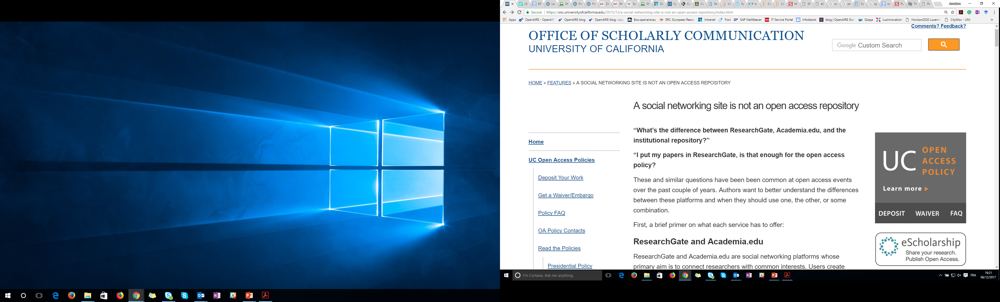 Jonathan
Secure
https://osc.universityofcalifornia.edu/2015/12/a-social-networking-site-is-not-an-open-access-repository/index.html
Apps
OpenAIRE - OpenAIR
OpenAIRE blog
OpenAIRE blog ‹ Log
Box.openaire.eu
ERC: European Resea
Intranet
Fiori
SAP NetWeaver
IT Service Portal
Infodienst
blog | OpenAIRE Slac
Qiqqa
Luxinnovation
Horizon2020 Luxemb
CityMov - UNI
»
Comments? Feedback?
OFFICE OF SCHOLARLY COMMUNICATION
UNIVERSITY OF CALIFORNIA
Google Custom Search
HOME » FEATURES » A SOCIAL NETWORKING SITE IS NOT AN OPEN ACCESS REPOSITORY
A social networking site is not an open access repository
Home
UC Open Access Policies
Deposit Your Work
Get a Waiver/Embargo
Policy FAQ
OA Policy Contacts
Read the Policies
Presidential Policy
“What’s the difference between ResearchGate, Academia.edu, and the
institutional repository?”
“I put my papers in ResearchGate, is that enough for the open access
policy?
These and similar questions have been been common at open access events
over the past couple of years. Authors want to better understand the differences
between these platforms and when they should use one, the other, or some
combination.
First, a brief primer on what each service has to offer:
ResearchGate and Academia.edu
ResearchGate and Academia.edu are social networking platforms whose
primary aim is to connect researchers with common interests. Users create
UC
OPEN
ACCESS
POLICY
Learn more
DEPOSIT WAIVER FAQ
eScholarship
Share your research.
Publish Open Access.
I'm Cortana. Ask me anything.
FRA
19:21
06/12/2017